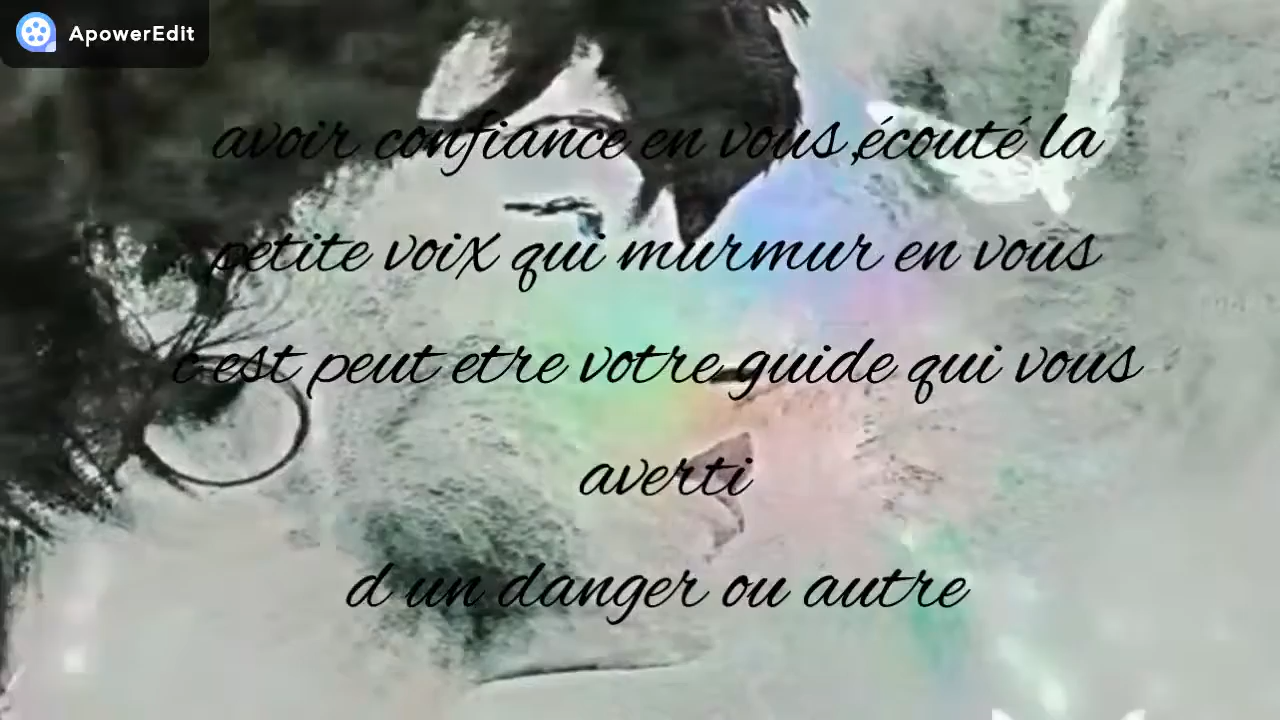 ApowerEdit
avoir confiance en vous,écouté la
petite voix qui murmur en vous
c est peut etre votre guide qui vous
averti
d un danger ou autre